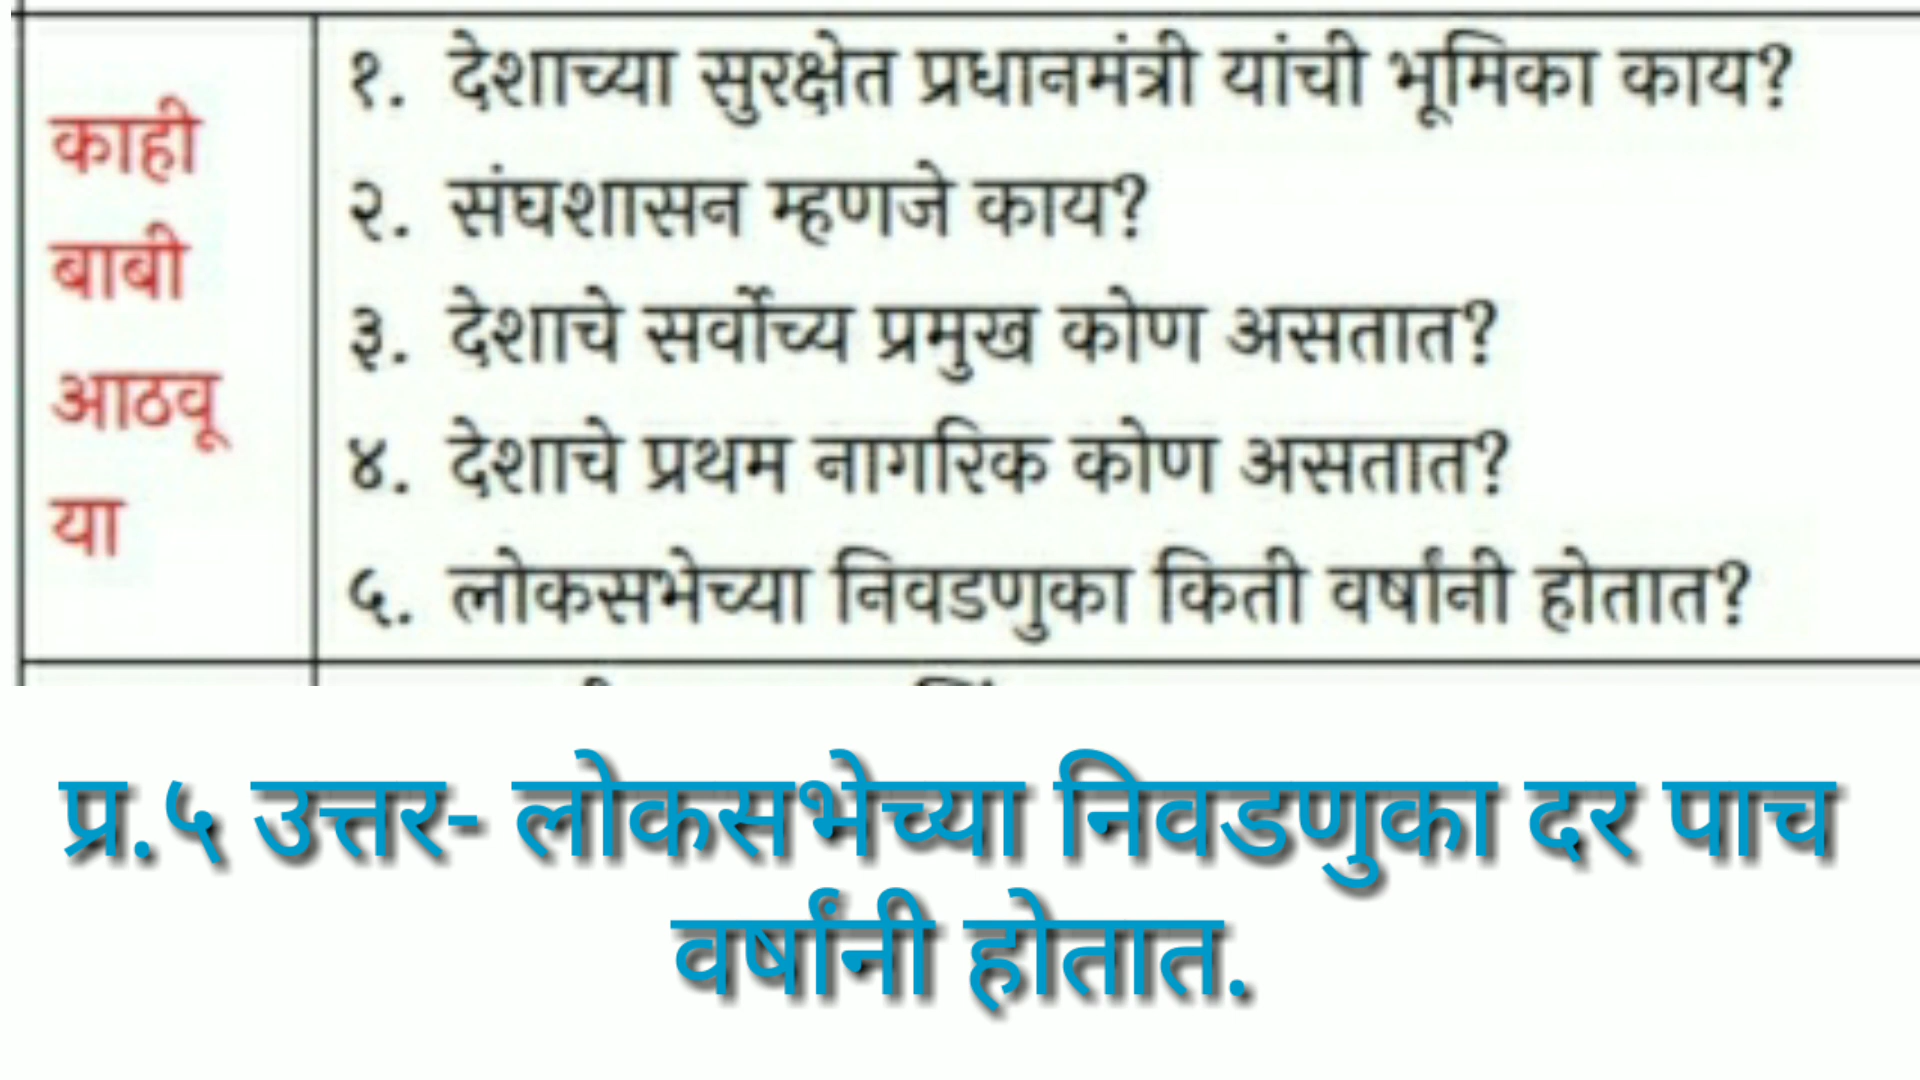 काही
बाबी
आठवू
या
१. देशाच्या सुरक्षेत प्रधानमंत्री यांची भूमिका काय?
२. संघशासन म्हणजे काय?
३. देशाचे सर्वोच्य प्रमुख कोण असतात?
४. देशाचे प्रथम नागरिक कोण असतात?
५. लोकसभेच्या निवडणुका किती वर्षांनी होतात?
प्र.५ उत्तर- लोकसभेच्या निवडणुका दर पाच
वर्षांनी होतात.